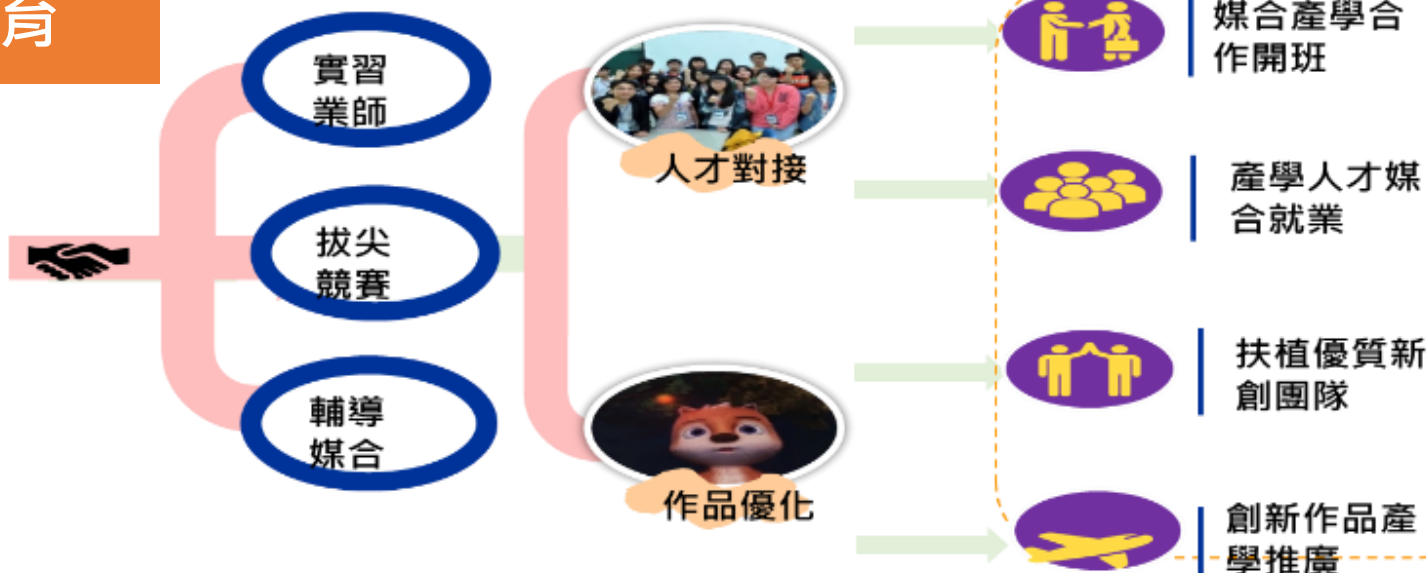 育
實習
業師
拔尖
競賽
輔導
媒合
人才對接
作品優化
媒合產學合
作開班
產學人才媒
合就業
扶植優質新
創團隊
創新作品產
學推廣